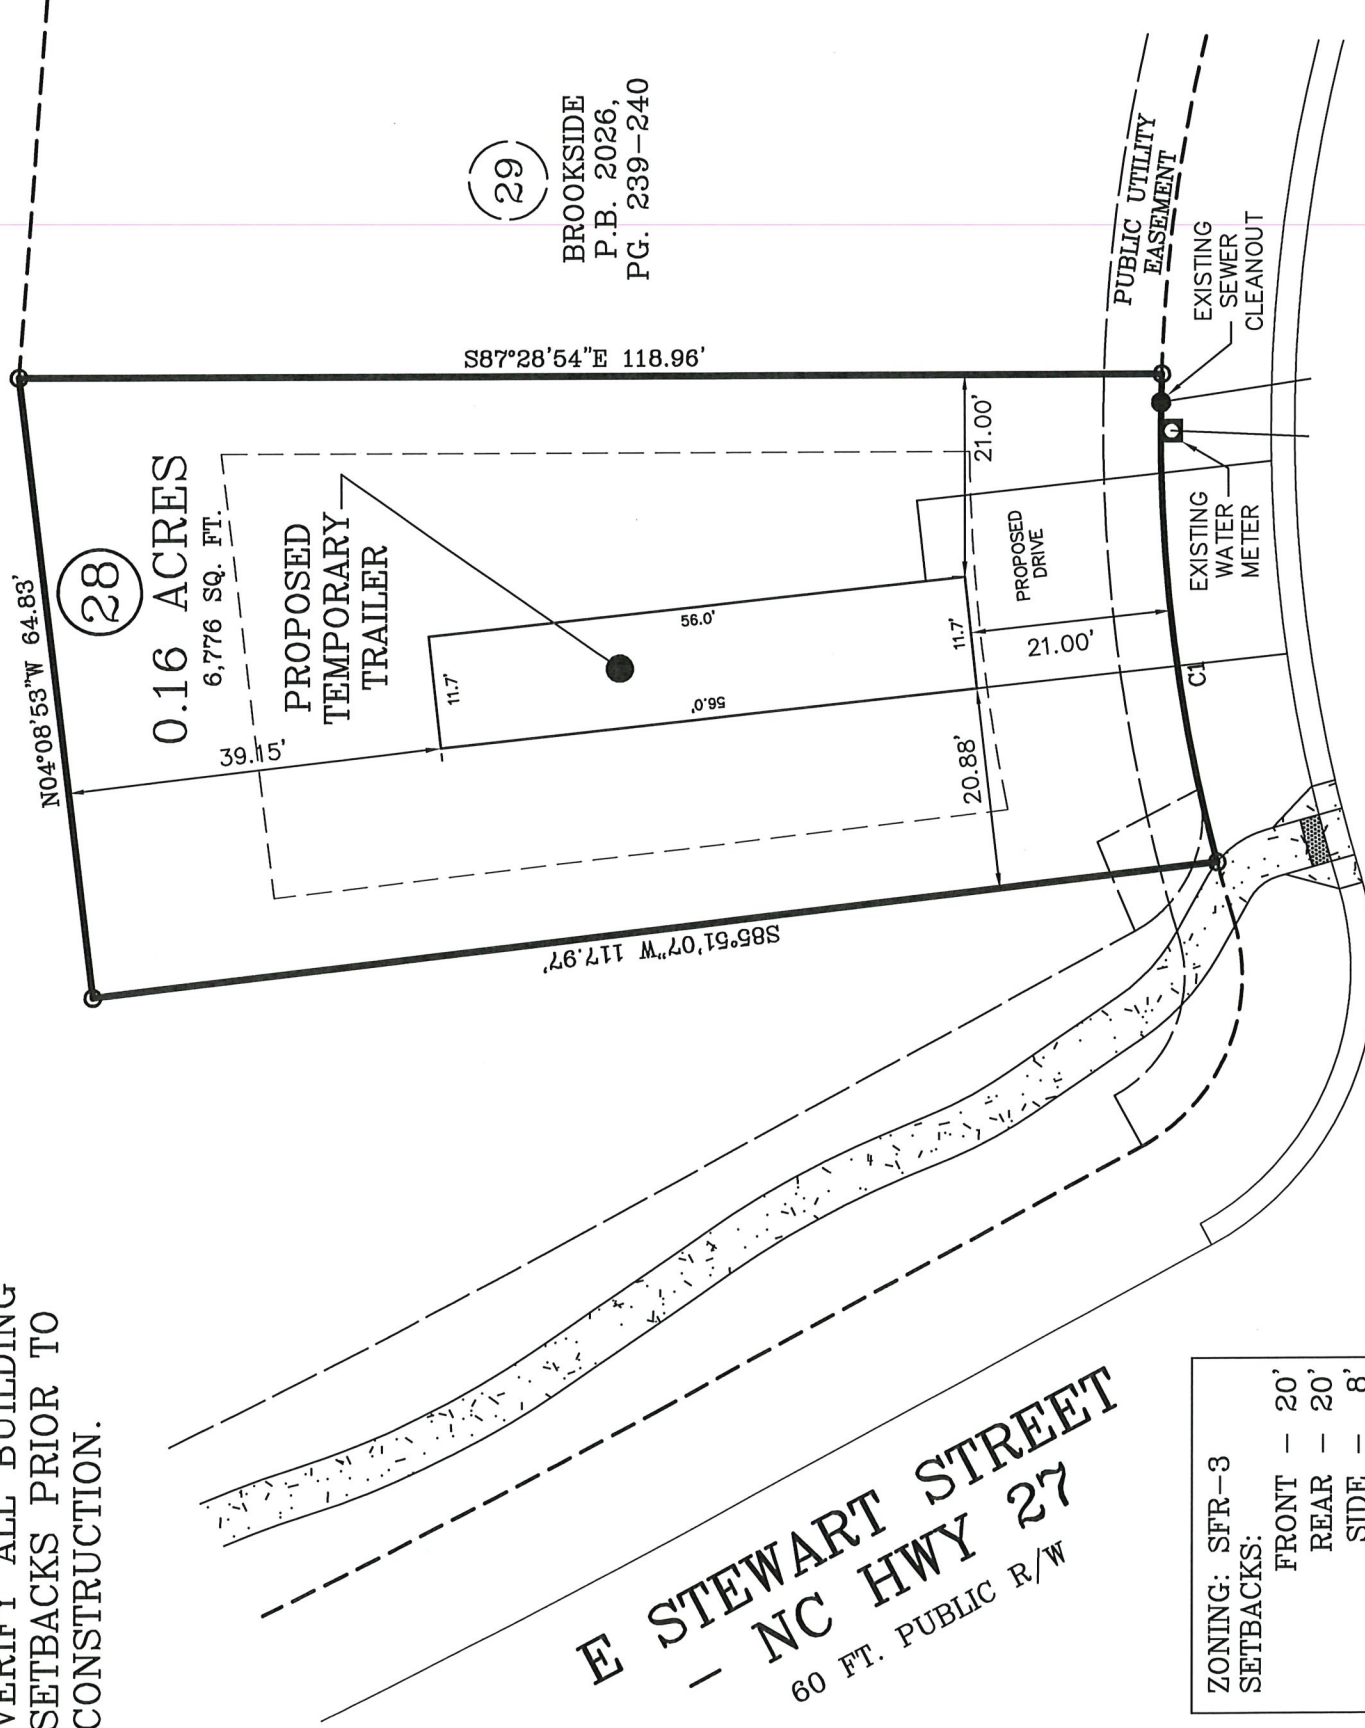 VERIFY ALL BUILDING
SETBACKS PRIOR TO
CONSTRUCTION.
N04°08'53"W 64.83'
28
0.16 ACRES
6,776 SQ. FT.
39.15'
PROPOSED
TEMPORARY
TRAILER
11.7'
56.0'
56.0'
11.7'
S87°28'54"E 118.96'
S85°51'07"W 117.97'
21.00'
20.88'
21.00'
PROPOSED
DRIVE
C1
29
BROOKSIDE
P.B. 2026,
PG. 239-240
PUBLIC UTILITY
EASEMENT
EXISTING
SEWER
CLEANOUT
EXISTING
WATER
METER
E STEWART STREET
- NC HWY 27
60 FT. PUBLIC R/W
ZONING: SFR-3
SETBACKS:
FRONT - 20'
REAR - 20'
SIDE - 8'